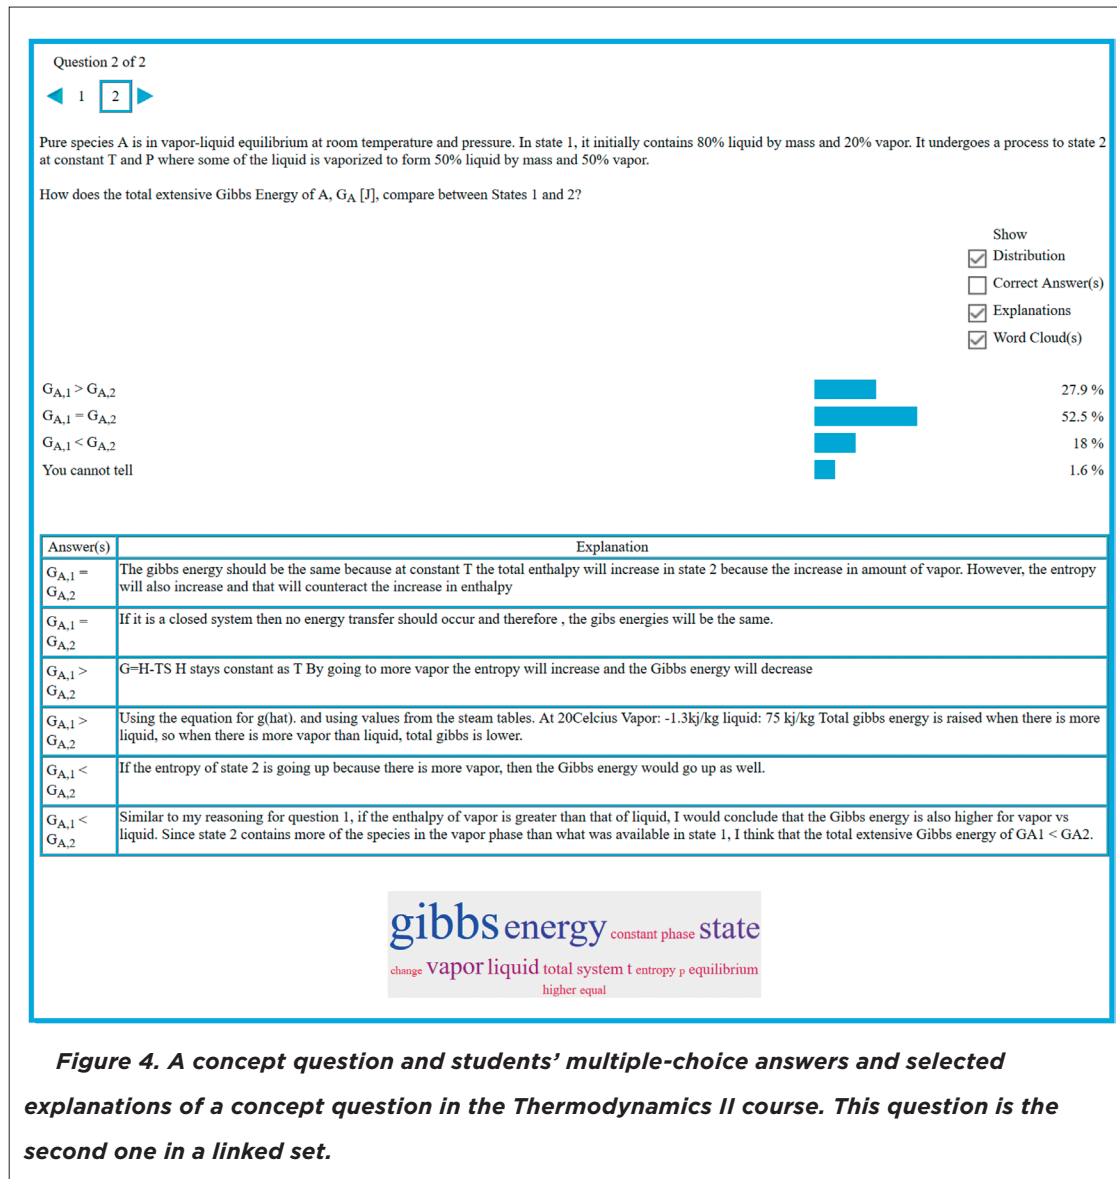 Question 2 of 2
1 2
Pure species A is in vapor-liquid equilibrium at room temperature and pressure. In state 1, it initially contains 80% liquid by mass and 20% vapor. It undergoes a process to state 2
at constant T and P where some of the liquid is vaporized to form 50% liquid by mass and 50% vapor.
How does the total extensive Gibbs Energy of A, GA [J], compare between States 1 and 2?
Show
Distribution
Correct Answer(s)
Explanations
Word Cloud(s)
GA,1 > GA,2 27.9 %
GA,1 = GA,2 52.5 %
GA,1 < GA,2 18 %
You cannot tell 1.6 %
Answer(s) Explanation
GA,1 =
GA,2
The gibbs energy should be the same because at constant T the total enthalpy will increase in state 2 because the increase in amount of vapor. However, the entropy
will also increase and that will counteract the increase in enthalpy
GA,1 =
GA,2
If it is a closed system then no energy transfer should occur and therefore , the gibs energies will be the same.
GA,1 >
GA,2
G=H-TS H stays constant as T By going to more vapor the entropy will increase and the Gibbs energy will decrease
GA,1 >
GA,2
Using the equation for g(hat). and using values from the steam tables. At 20Celcius Vapor: -1.3kj/kg liquid: 75 kj/kg Total gibbs energy is raised when there is more
liquid, so when there is more vapor than liquid, total gibbs is lower.
GA,1 <
GA,2
If the entropy of state 2 is going up because there is more vapor, then the Gibbs energy would go up as well.
GA,1 <
GA,2
Similar to my reasoning for question 1, if the enthalpy of vapor is greater than that of liquid, I would conclude that the Gibbs energy is also higher for vapor vs
liquid. Since state 2 contains more of the species in the vapor phase than what was available in state 1, I think that the total extensive Gibbs energy of GA1 < GA2.
gibbs energy constant phase state
change vapor liquid total system t entropy p equilibrium
higher equal
Figure 4. A concept question and students’ multiple-choice answers and selected
explanations of a concept question in the Thermodynamics II course. This question is the
second one in a linked set.